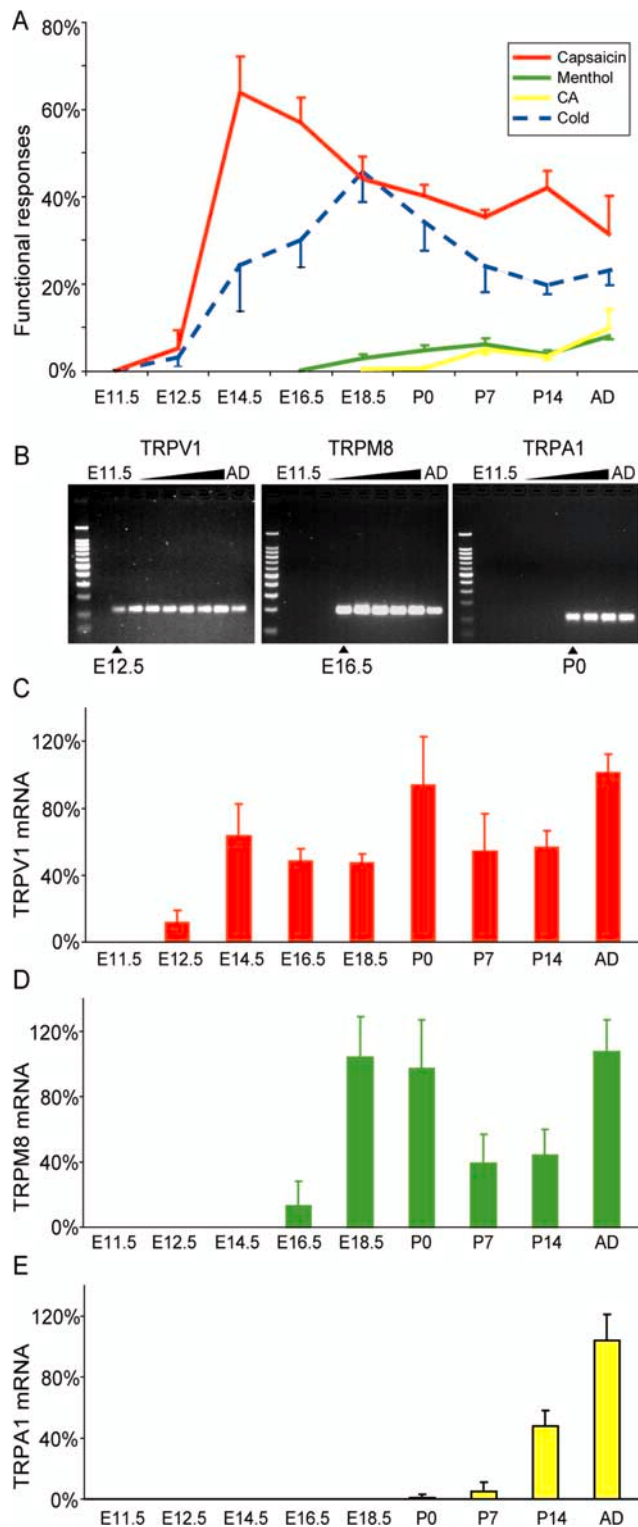 A
80%
60%
40%
20%
0%
Functional responses
Capsaicin
Menthol
CA
Cold
E11.5 E12.5 E14.5 E16.5 E18.5 P0 P7 P14 AD
B
TRPV1 TRPM8 TRPA1
E11.5 AD E11.5 AD E11.5 AD
E12.5 E16.5 P0
C
120%
80%
40%
0%
TRPV1 mRNA
E11.5 E12.5 E14.5 E16.5 E18.5 P0 P7 P14 AD
D
120%
80%
40%
0%
TRPM8 mRNA
E11.5 E12.5 E14.5 E16.5 E18.5 P0 P7 P14 AD
E
120%
80%
40%
0%
TRPA1 mRNA
E11.5 E12.5 E14.5 E16.5 E18.5 P0 P7 P14 AD